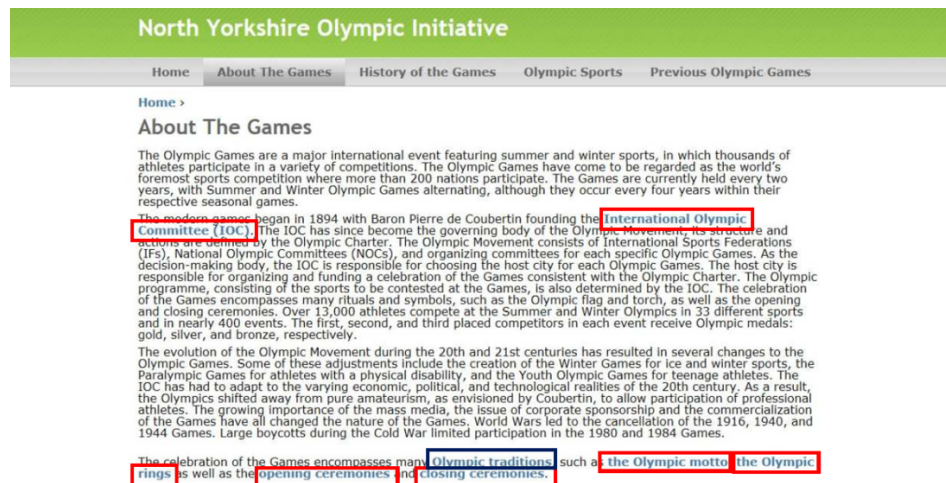 North Yorkshire Olympic Initiative
Home About The Games History of the Games Olympic Sports Previous Olympic Games
Home ›
About The Games
The Olympic Games are a major international event featuring summer and winter sports, in which thousands of
athletes participate in a variety of competitions. The Olympic Games have come to be regarded as the world's
foremost sports competition where more than 200 nations participate. The Games are currently held every two
years, with Summer and Winter Olympic Games alternating, although they occur every four years within their
respective seasonal games.
The modern games began in 1894 with Baron Pierre de Coubertin founding the International Olympic
Committee (IOC). The IOC has since become the governing body of the Olympic Movement, its structure and
actions are defined by the Olympic Charter. The Olympic Movement consists of International Sports Federations
(IFs), National Olympic Committees (NOCs), and organizing committees for each specific Olympic Games. As the
decision-making body, the IOC is responsible for choosing the host city for each Olympic Games. The host city is
responsible for organizing and funding a celebration of the Games consistent with the Olympic Charter. The Olympic
programme, consisting of the sports to be contested at the Games, is also determined by the IOC. The celebration
of the Games encompasses many rituals and symbols, such as the Olympic flag and torch, as well as the opening
and closing ceremonies. Over 13,000 athletes compete at the Summer and Winter Olympics in 33 different sports
and in nearly 400 events. The first, second, and third placed competitors in each event receive Olympic medals:
gold, silver, and bronze, respectively.
The evolution of the Olympic Movement during the 20th and 21st centuries has resulted in several changes to the
Olympic Games. Some of these adjustments include the creation of the Winter Games for ice and winter sports, the
Paralympic Games for athletes with a physical disability, and the Youth Olympic Games for teenage athletes. The
IOC has had to adapt to the varying economic, political, and technological realities of the 20th century. As a result,
the Olympics shifted away from pure amateurism, as envisioned by Coubertin, to allow participation of professional
athletes. The growing importance of the mass media, the issue of corporate sponsorship and the commercialization
of the Games have all changed the nature of the Games. World Wars led to the cancellation of the 1916, 1940, and
1944 Games. Large boycotts during the Cold War limited participation in the 1980 and 1984 Games.
The celebration of the Games encompasses many Olympic traditions, such as the Olympic motto, the Olympic
rings as well as the opening ceremonies and closing ceremonies.